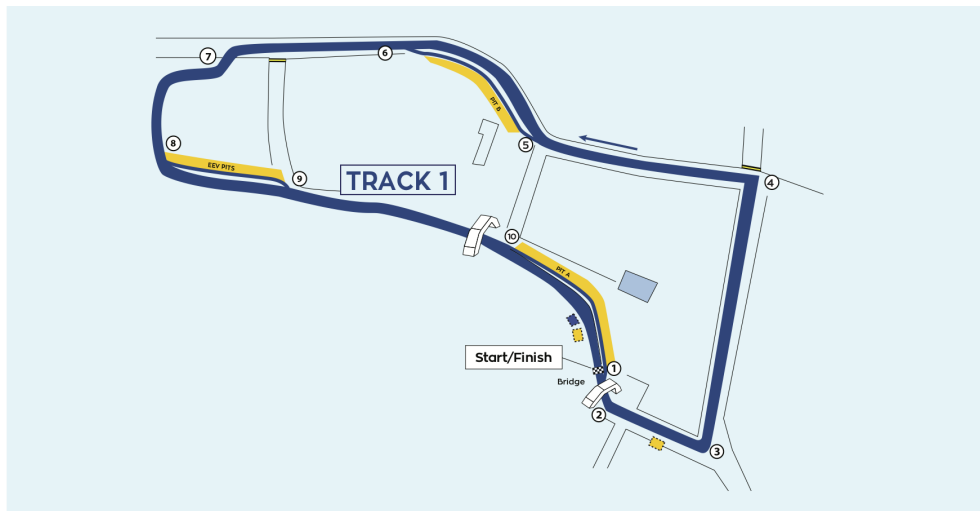 7
6
PIT B
5
8
EEV PITS
9
TRACK 1
4
10
PIT A
Start/Finish
1
Bridge
2
3